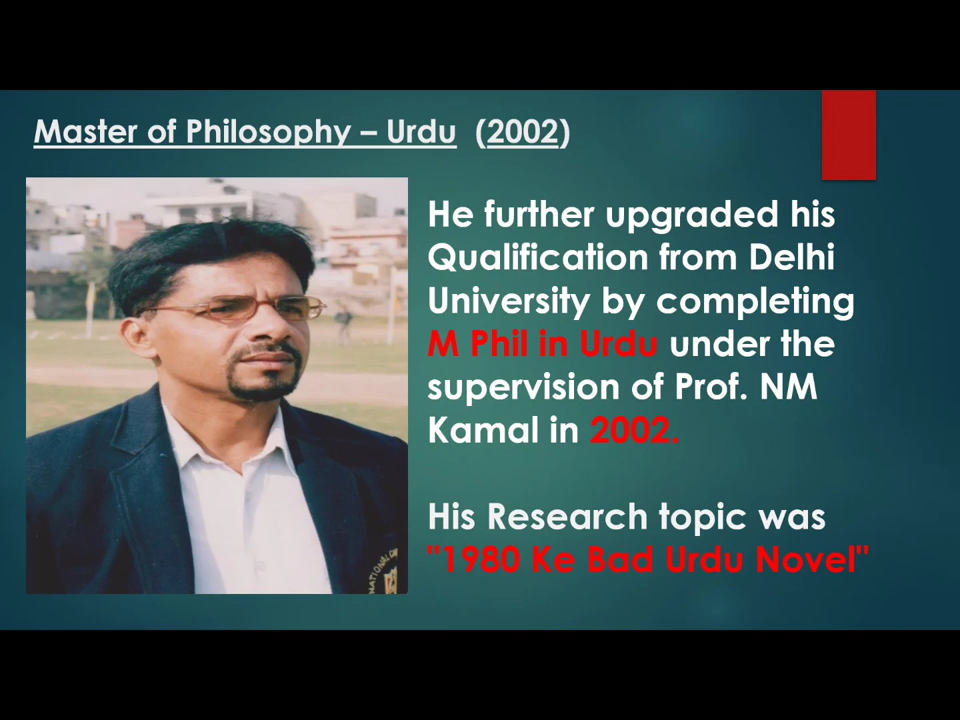 Master of Philosophy – Urdu (2002)
He further upgraded his
Qualification from Delhi
University by completing
M Phil in Urdu under the
supervision of Prof. NM
Kamal in 2002.
His Research topic was
"1980 Ke Bad Urdu Novel"